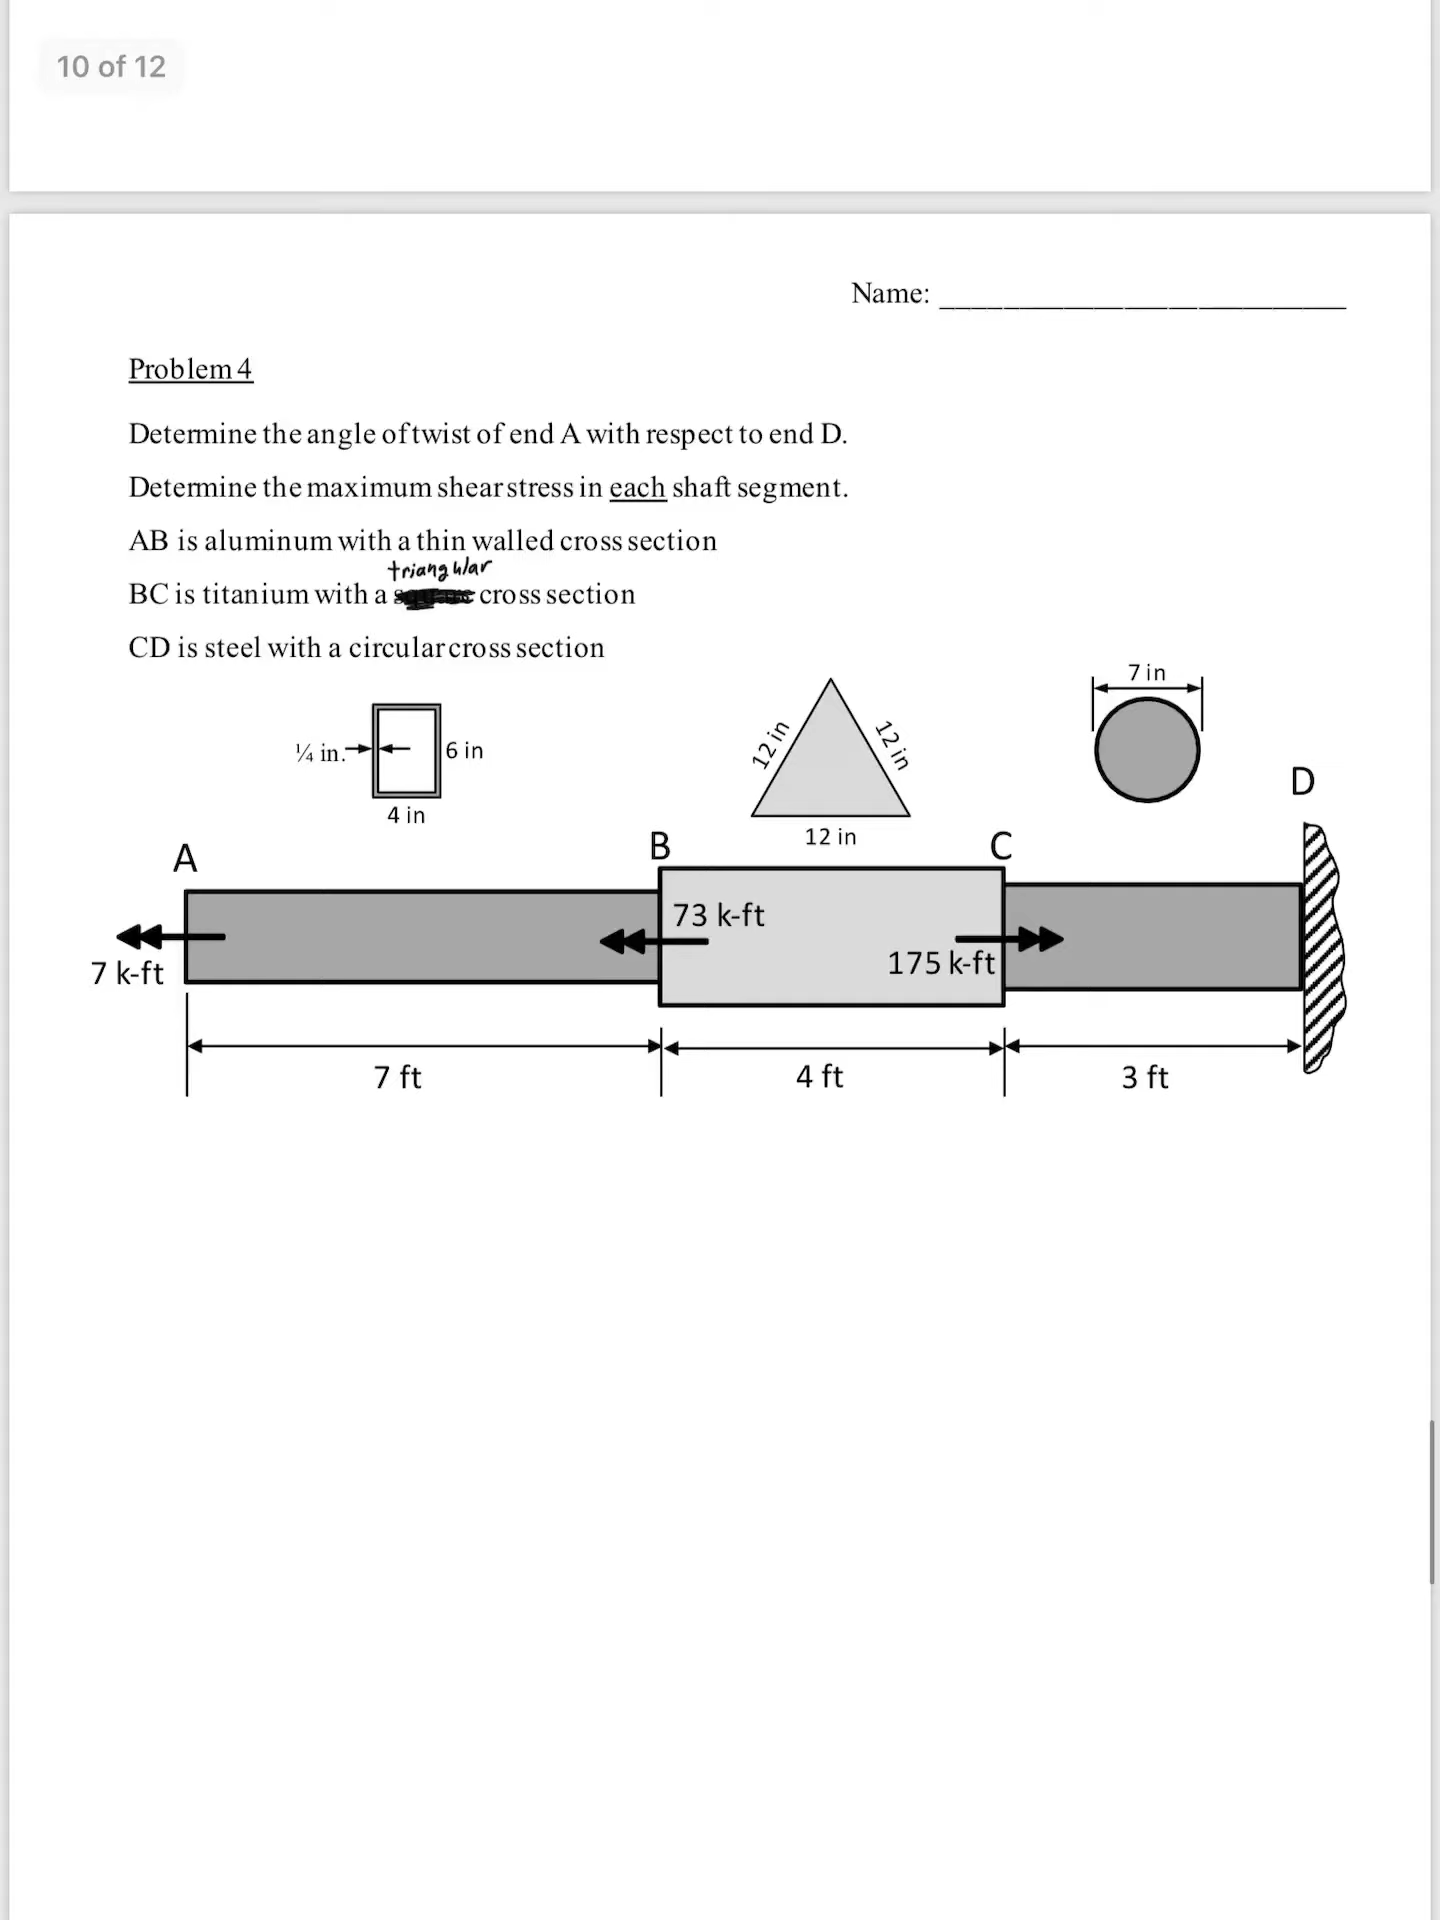 10 of 12
Name: ___________________________
Problem 4
Determine the angle of twist of end A with respect to end D.
Determine the maximum shear stress in each shaft segment.
AB is aluminum with a thin walled cross section
triangular
BC is titanium with a square cross section
CD is steel with a circular cross section
7 in
12 in
12 in
¼ in.
6 in
D
4 in
12 in
A
B
C
73 k-ft
7 k-ft
175 k-ft
7 ft
4 ft
3 ft